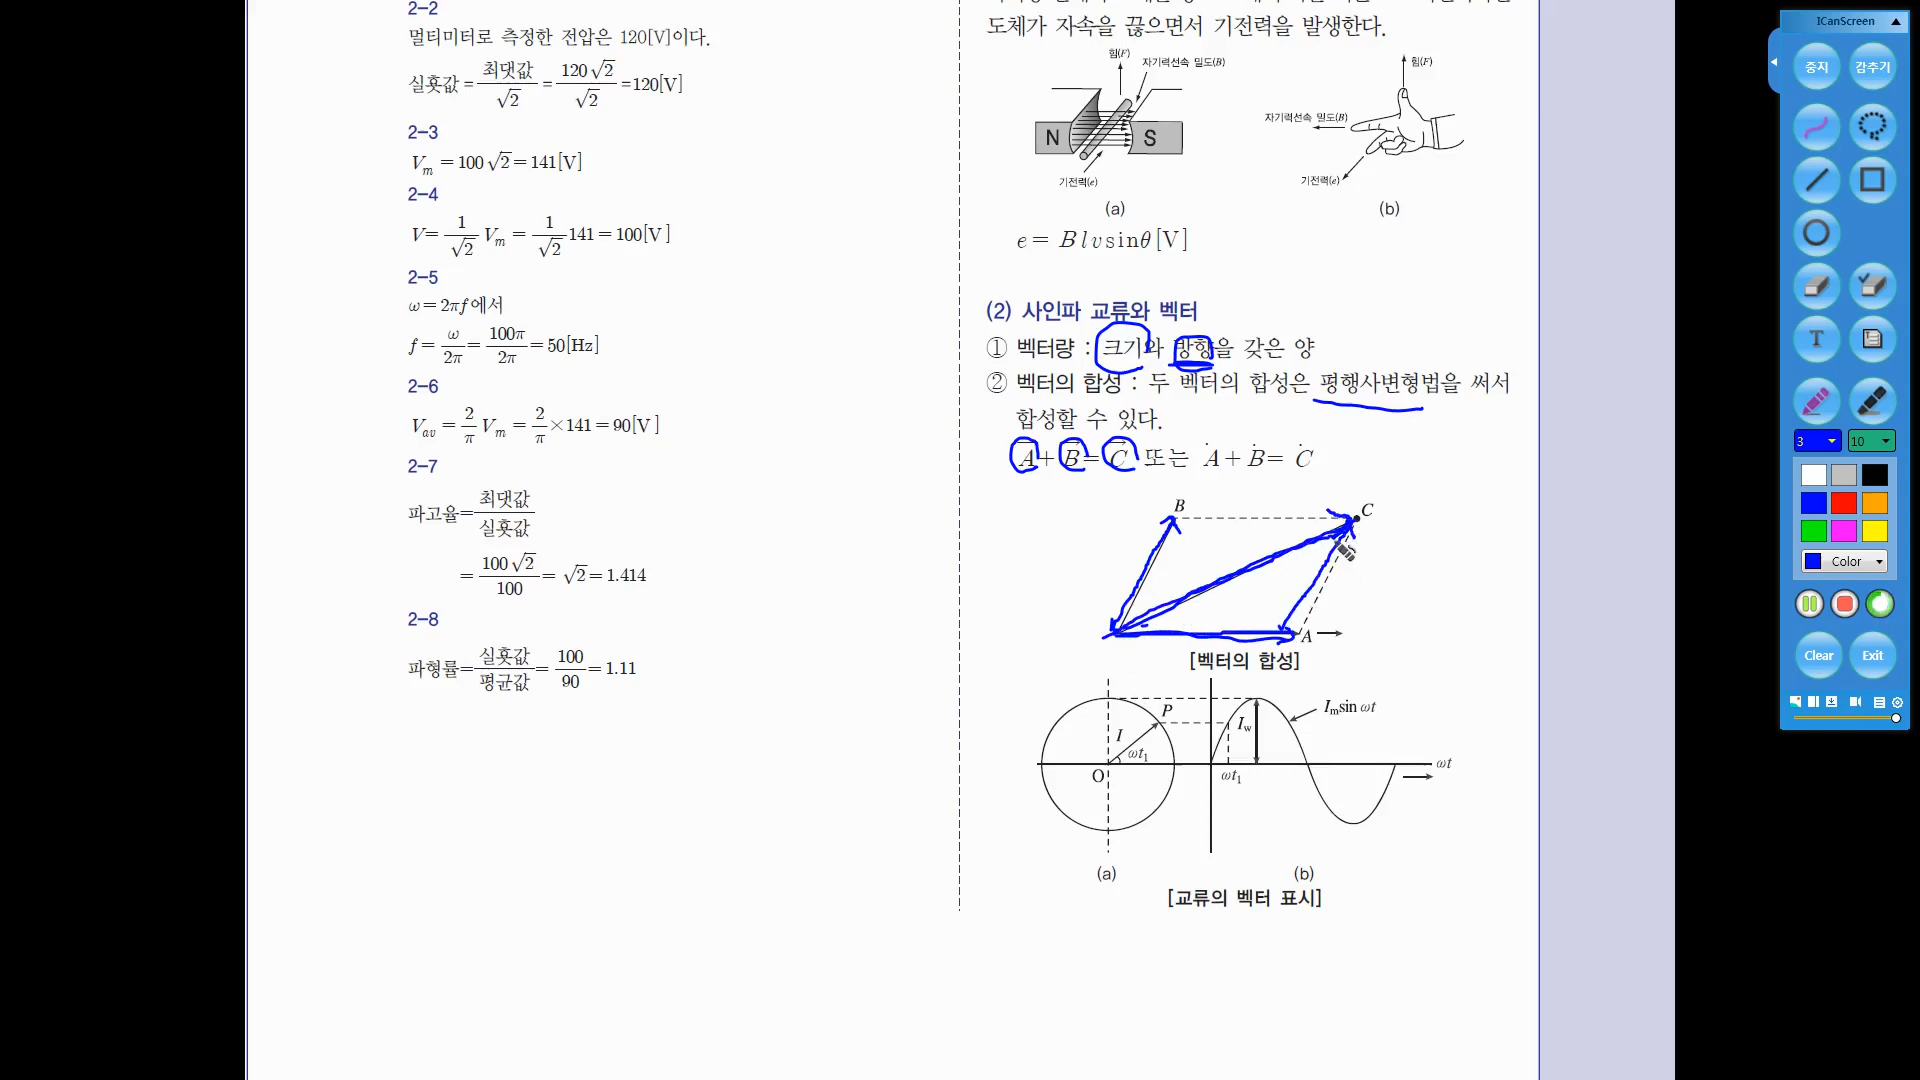 2-2
멀티미터로 측정한 전압은 120[V]이다.
실횻값 = 최댓값/√2 = 120√2/√2 =120[V]
2-3
Vm = 100√2 = 141[V]
2-4
V= 1/√2 Vm = 1/√2 141 = 100[V]
2-5
ω = 2πf에서
f = ω/2π = 100π/2π = 50[Hz]
2-6
Vav = 2/π Vm = 2/π × 141 = 90[V]
2-7
파고율= 최댓값/실횻값
= 100√2/100 = √2 = 1.414
2-8
파형률= 실횻값/평균값 = 100/90 = 1.11
도체가 자속을 끊으면서 기전력을 발생한다.
힘(F)
자기력선속 밀도(B)
N
S
기전력(e)
(a)
힘(F)
자기력선속 밀도(B)
기전력(e)
(b)
e = B l v sinθ [V]
(2) 사인파 교류와 벡터
① 벡터량 : 크기와 방향을 갖은 양
② 벡터의 합성 : 두 벡터의 합성은 평행사변형법을 써서
합성할 수 있다.
A⃗ + B⃗ = C⃗ 또는 Ȧ + Ḃ = Ċ
B
C
A
[벡터의 합성]
P
I
ωt1
O
Iw
Im sin ωt
ωt
ωt1
(a)
(b)
[교류의 벡터 표시]
ICanScreen
중지
감추기
T
3
10
Color
Clear
Exit